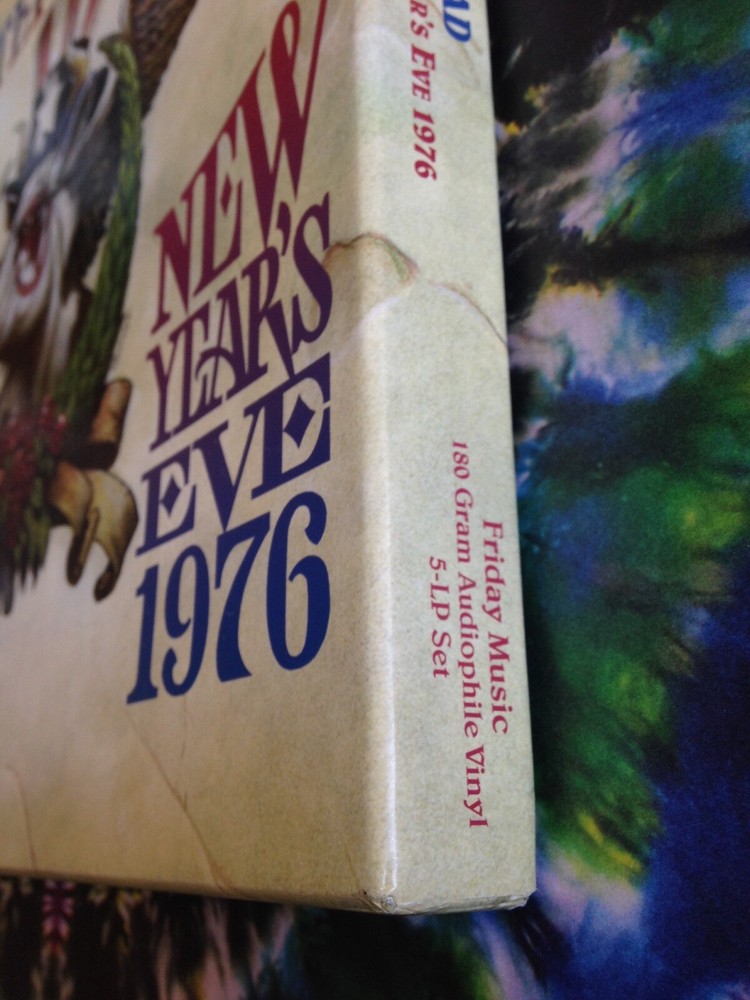 NEW
YEAR'S
EVE
1976
AD
R'S EVE 1976
Friday Music
180 Gram Audiophile Vinyl
5-LP Set